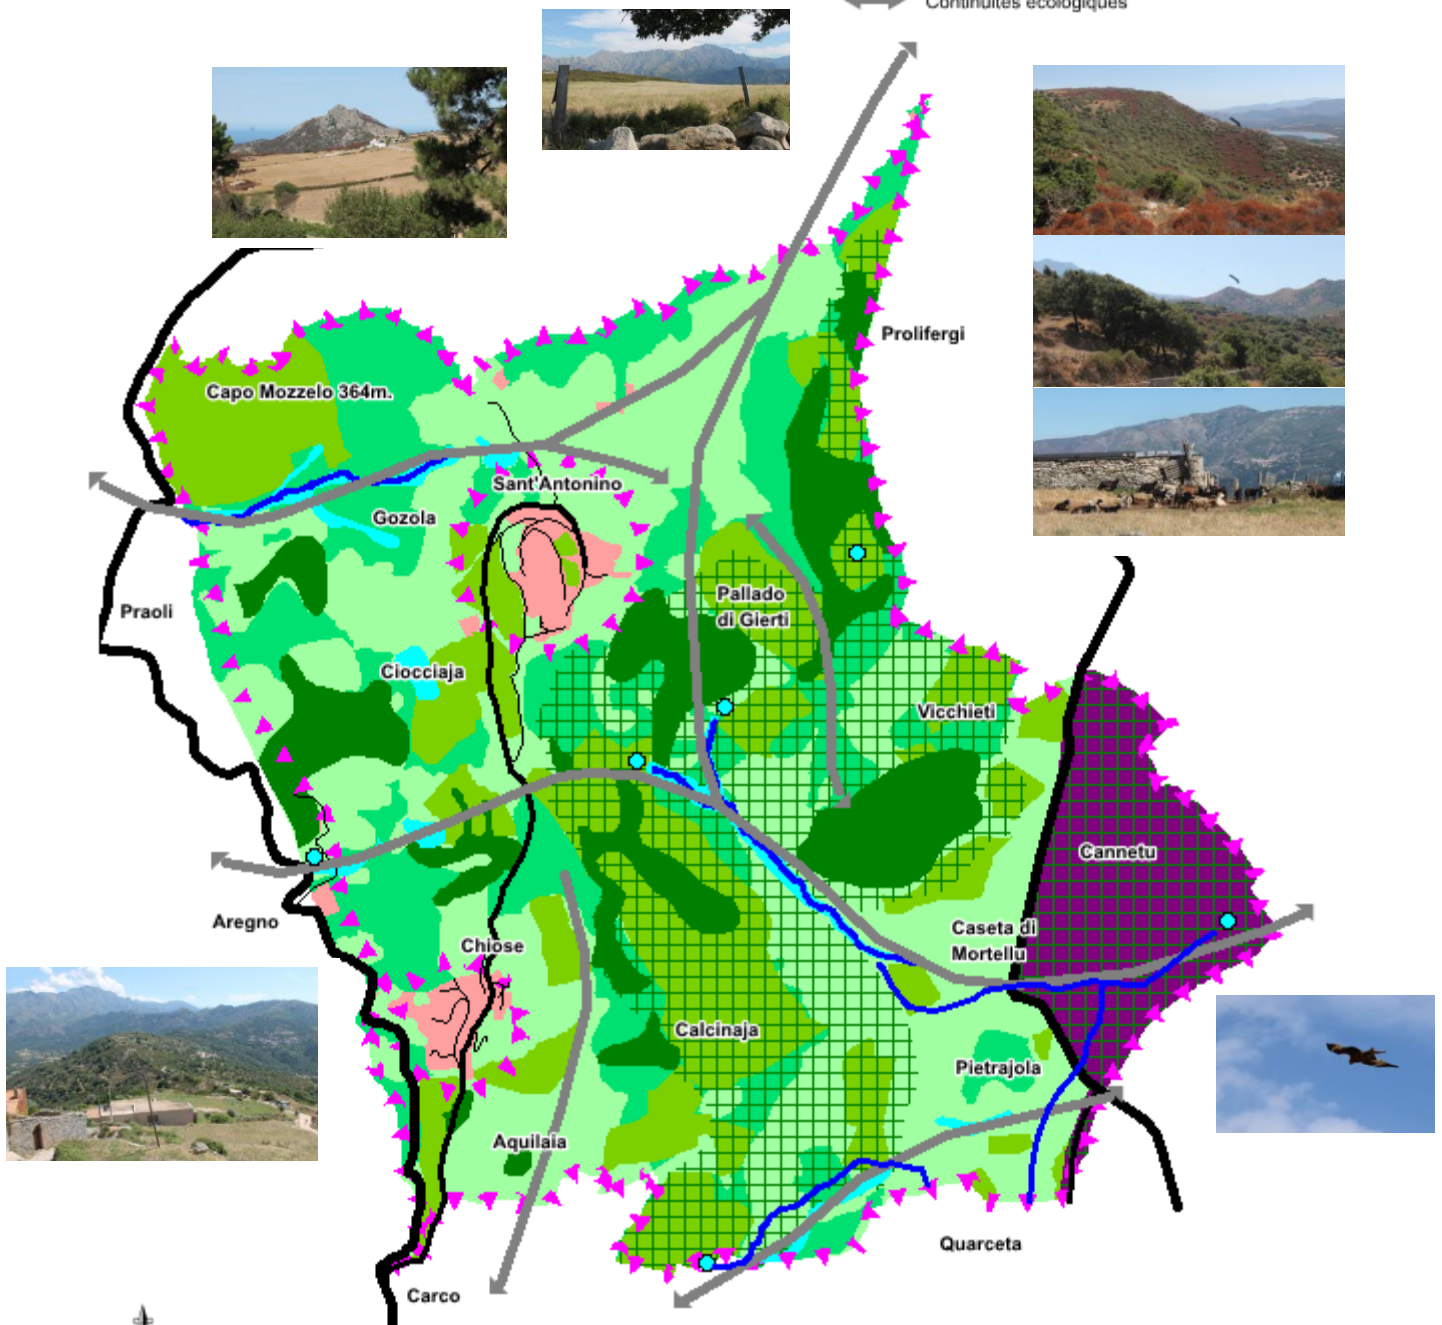 Continuités écologiques
Prolifergi
Capo Mozzelo 364m.
Sant'Antonino
Gozola
Pallado
di Gierti
Praoli
Ciocciaja
Vicchieti
Cannetu
Aregno
Caseta di
Mortellu
Chiose
Calcinaja
Pietrajola
Aquilaia
Quarceta
Carco